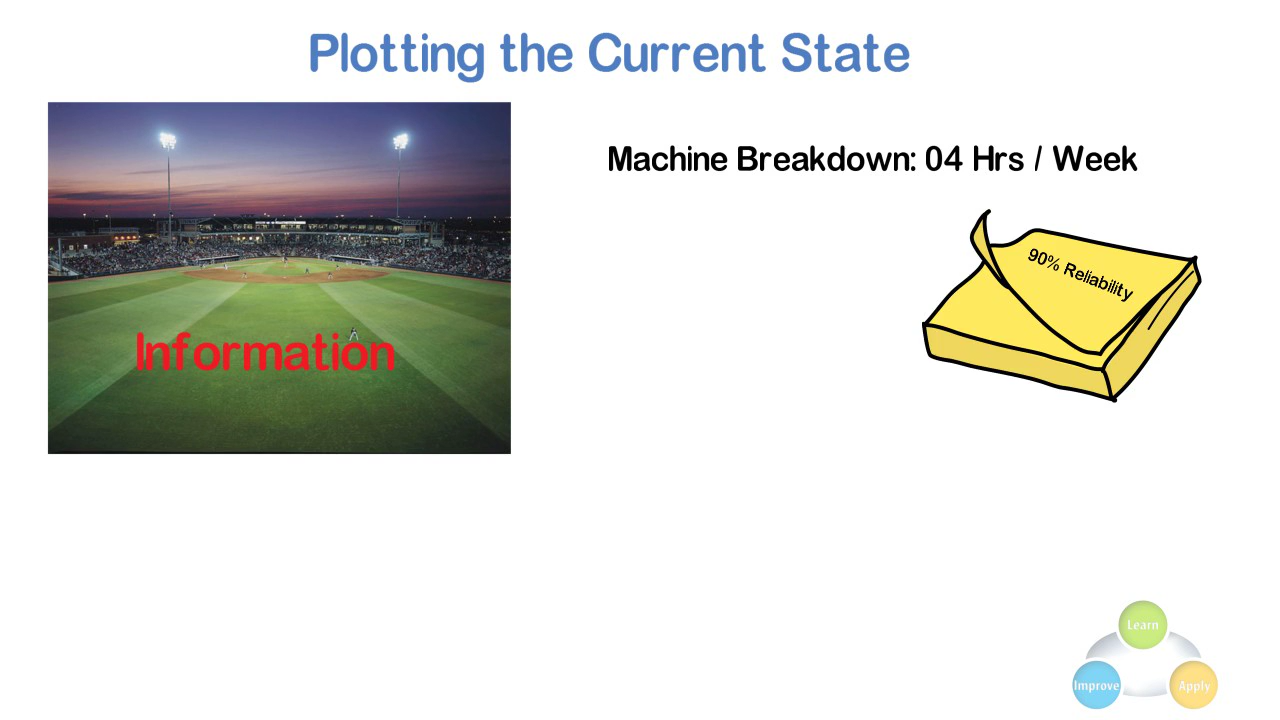 Plotting the Current State
Machine Breakdown: 04 Hrs / Week
90% Reliability
Information
Learn
Improve
Apply